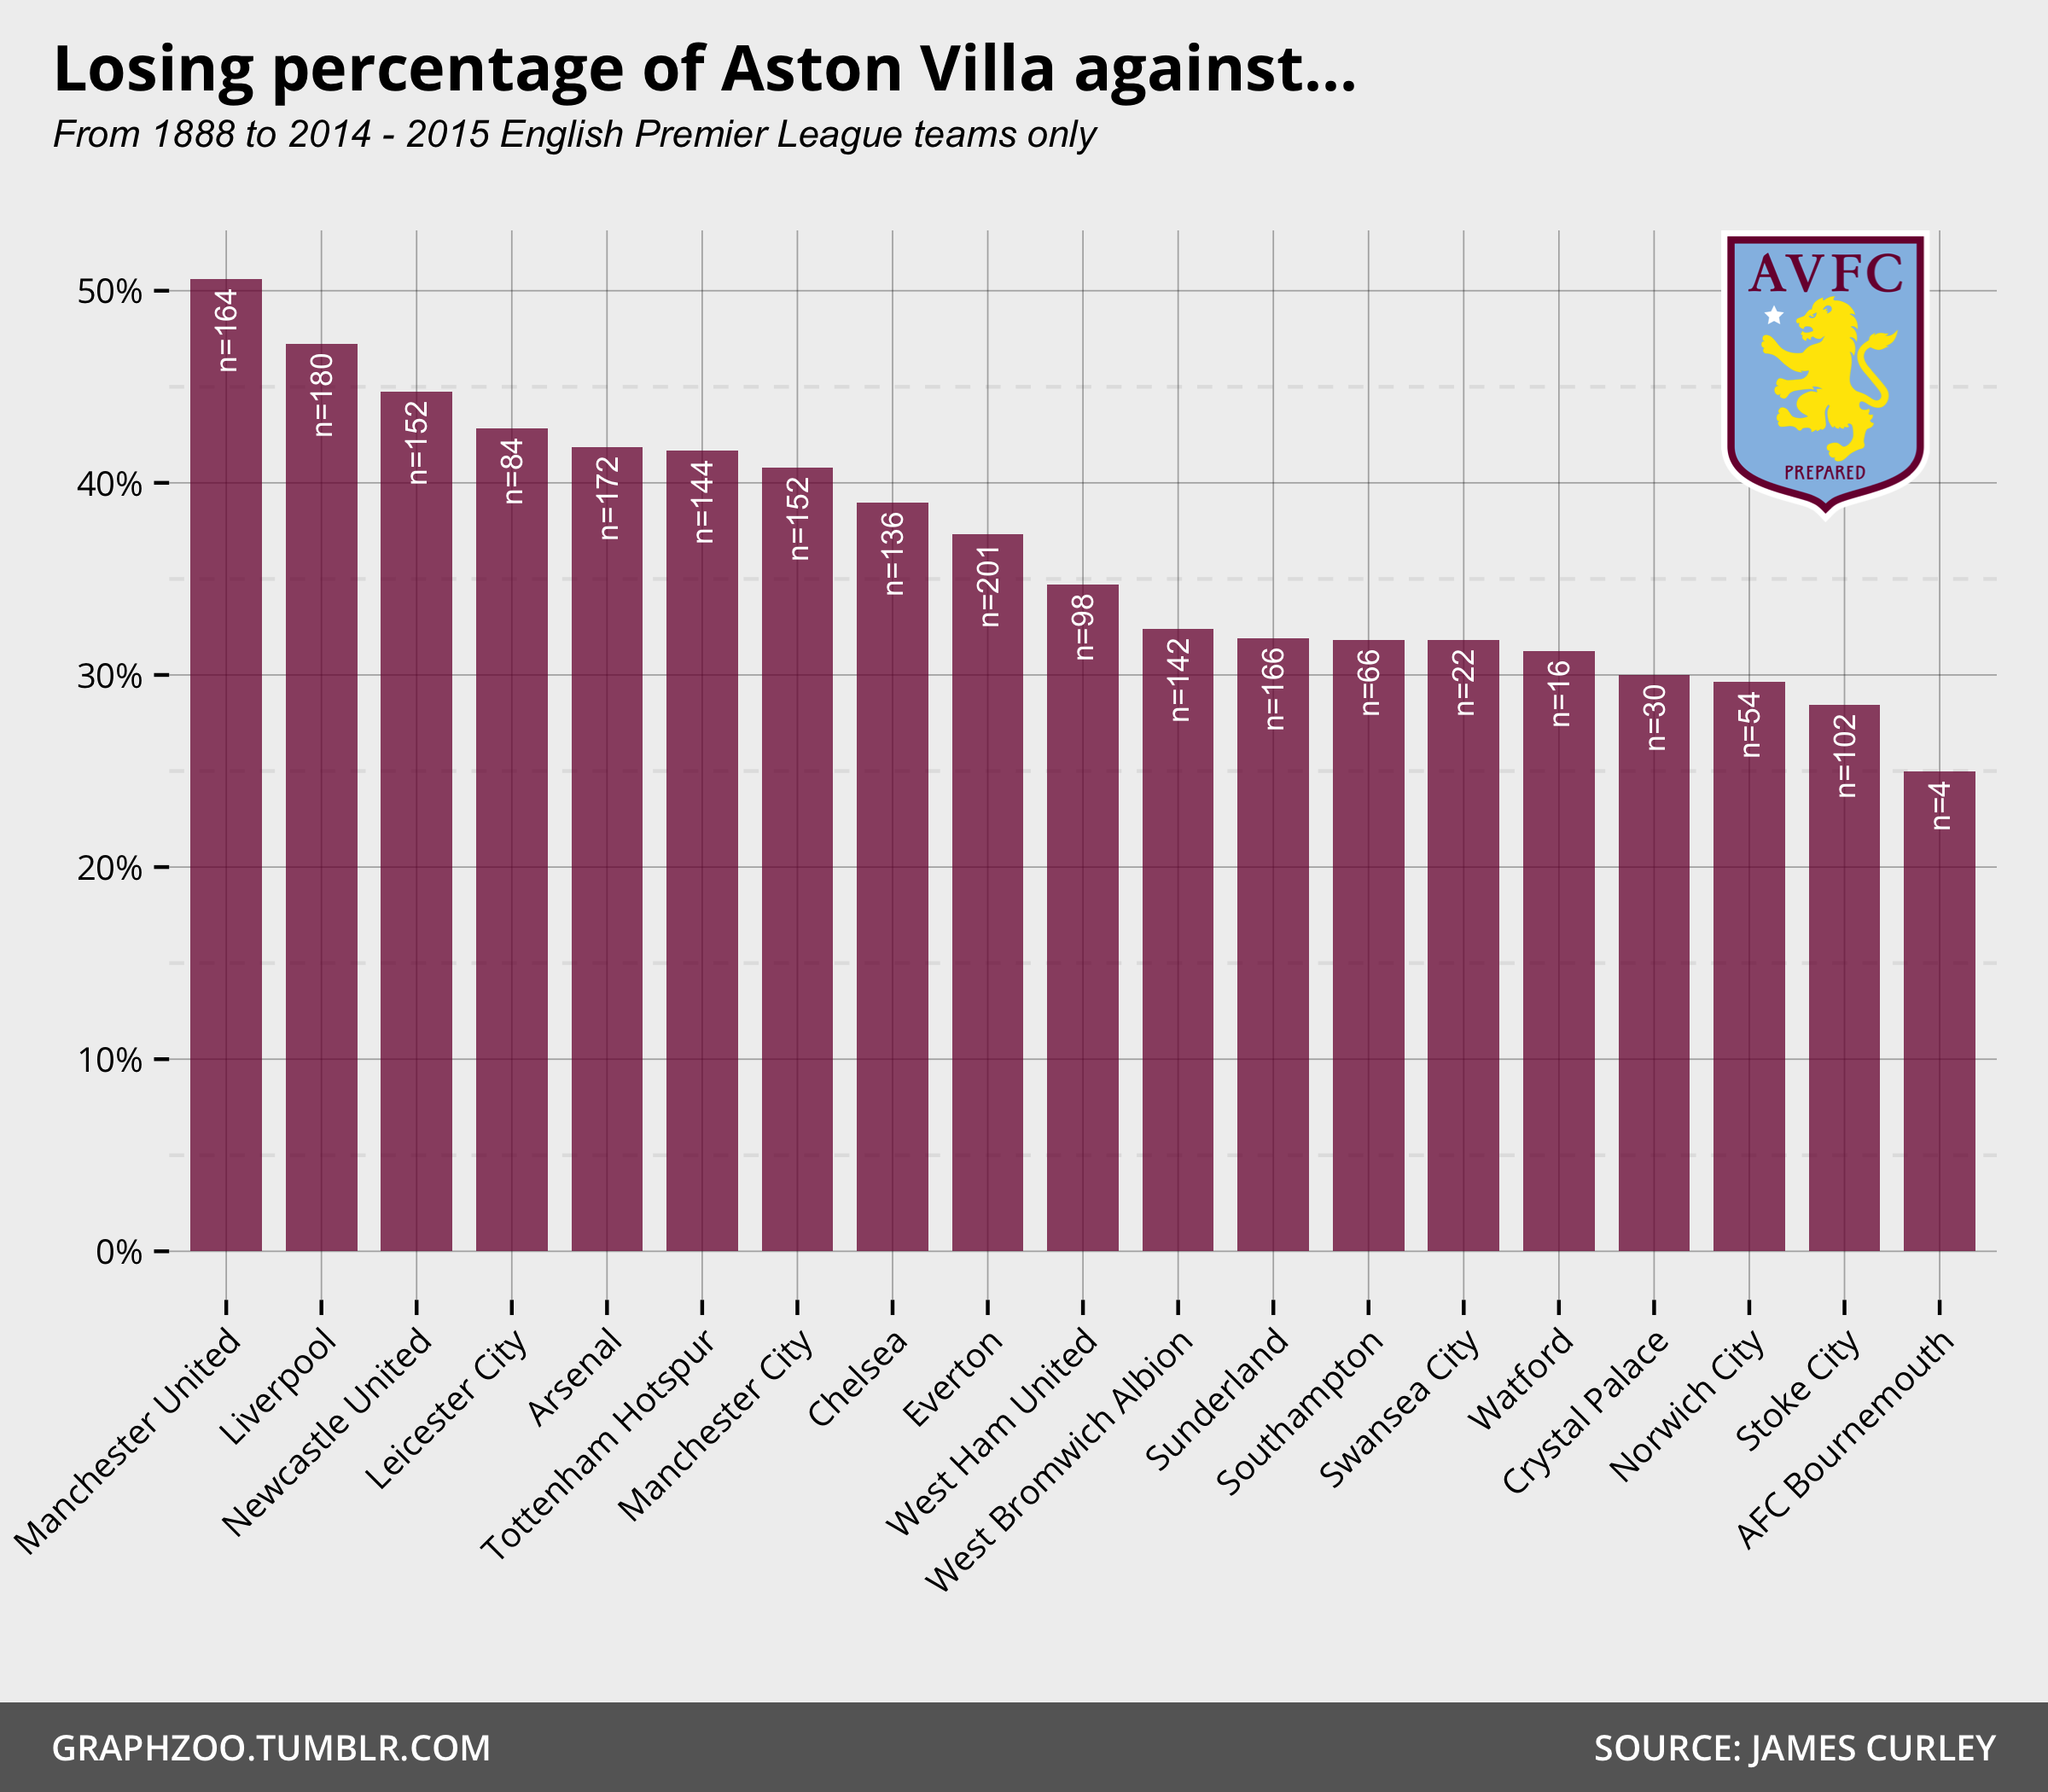 Losing percentage of Aston Villa against...
From 1888 to 2014 - 2015 English Premier League teams only
AVFC
PREPARED
50%
40%
30%
20%
10%
0%
n=164
n=180
n=152
n=84
n=172
n=144
n=152
n=136
n=201
n=98
n=142
n=166
n=66
n=22
n=16
n=30
n=54
n=102
n=4
Manchester United
Liverpool
Newcastle United
Leicester City
Arsenal
Tottenham Hotspur
Manchester City
Chelsea
Everton
West Ham United
West Bromwich Albion
Sunderland
Southampton
Swansea City
Watford
Crystal Palace
Norwich City
Stoke City
AFC Bournemouth
GRAPHZOO.TUMBLR.COM
SOURCE: JAMES CURLEY